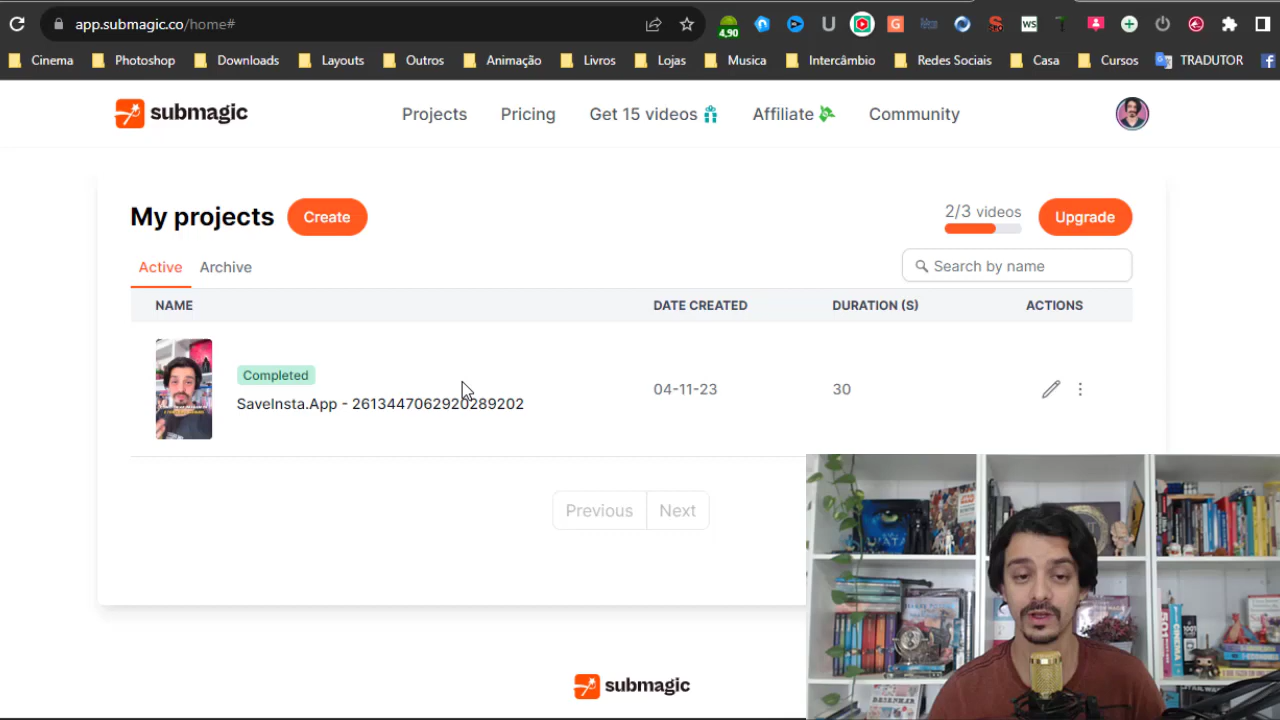 app.submagic.co/home#
4,90
U
G
WS
Cinema
Photoshop
Downloads
Layouts
Outros
Animação
Livros
Lojas
Musica
Intercâmbio
Redes Sociais
Casa
Cursos
TRADUTOR
submagic
Projects
Pricing
Get 15 videos
Affiliate
Community
My projects
Create
2/3 videos
Upgrade
Active
Archive
Search by name
NAME
DATE CREATED
DURATION (S)
ACTIONS
Completed
SaveInsta.App - 2613447062920289202
04-11-23
30
Previous
Next
AVATAR
CINEMA
submagic